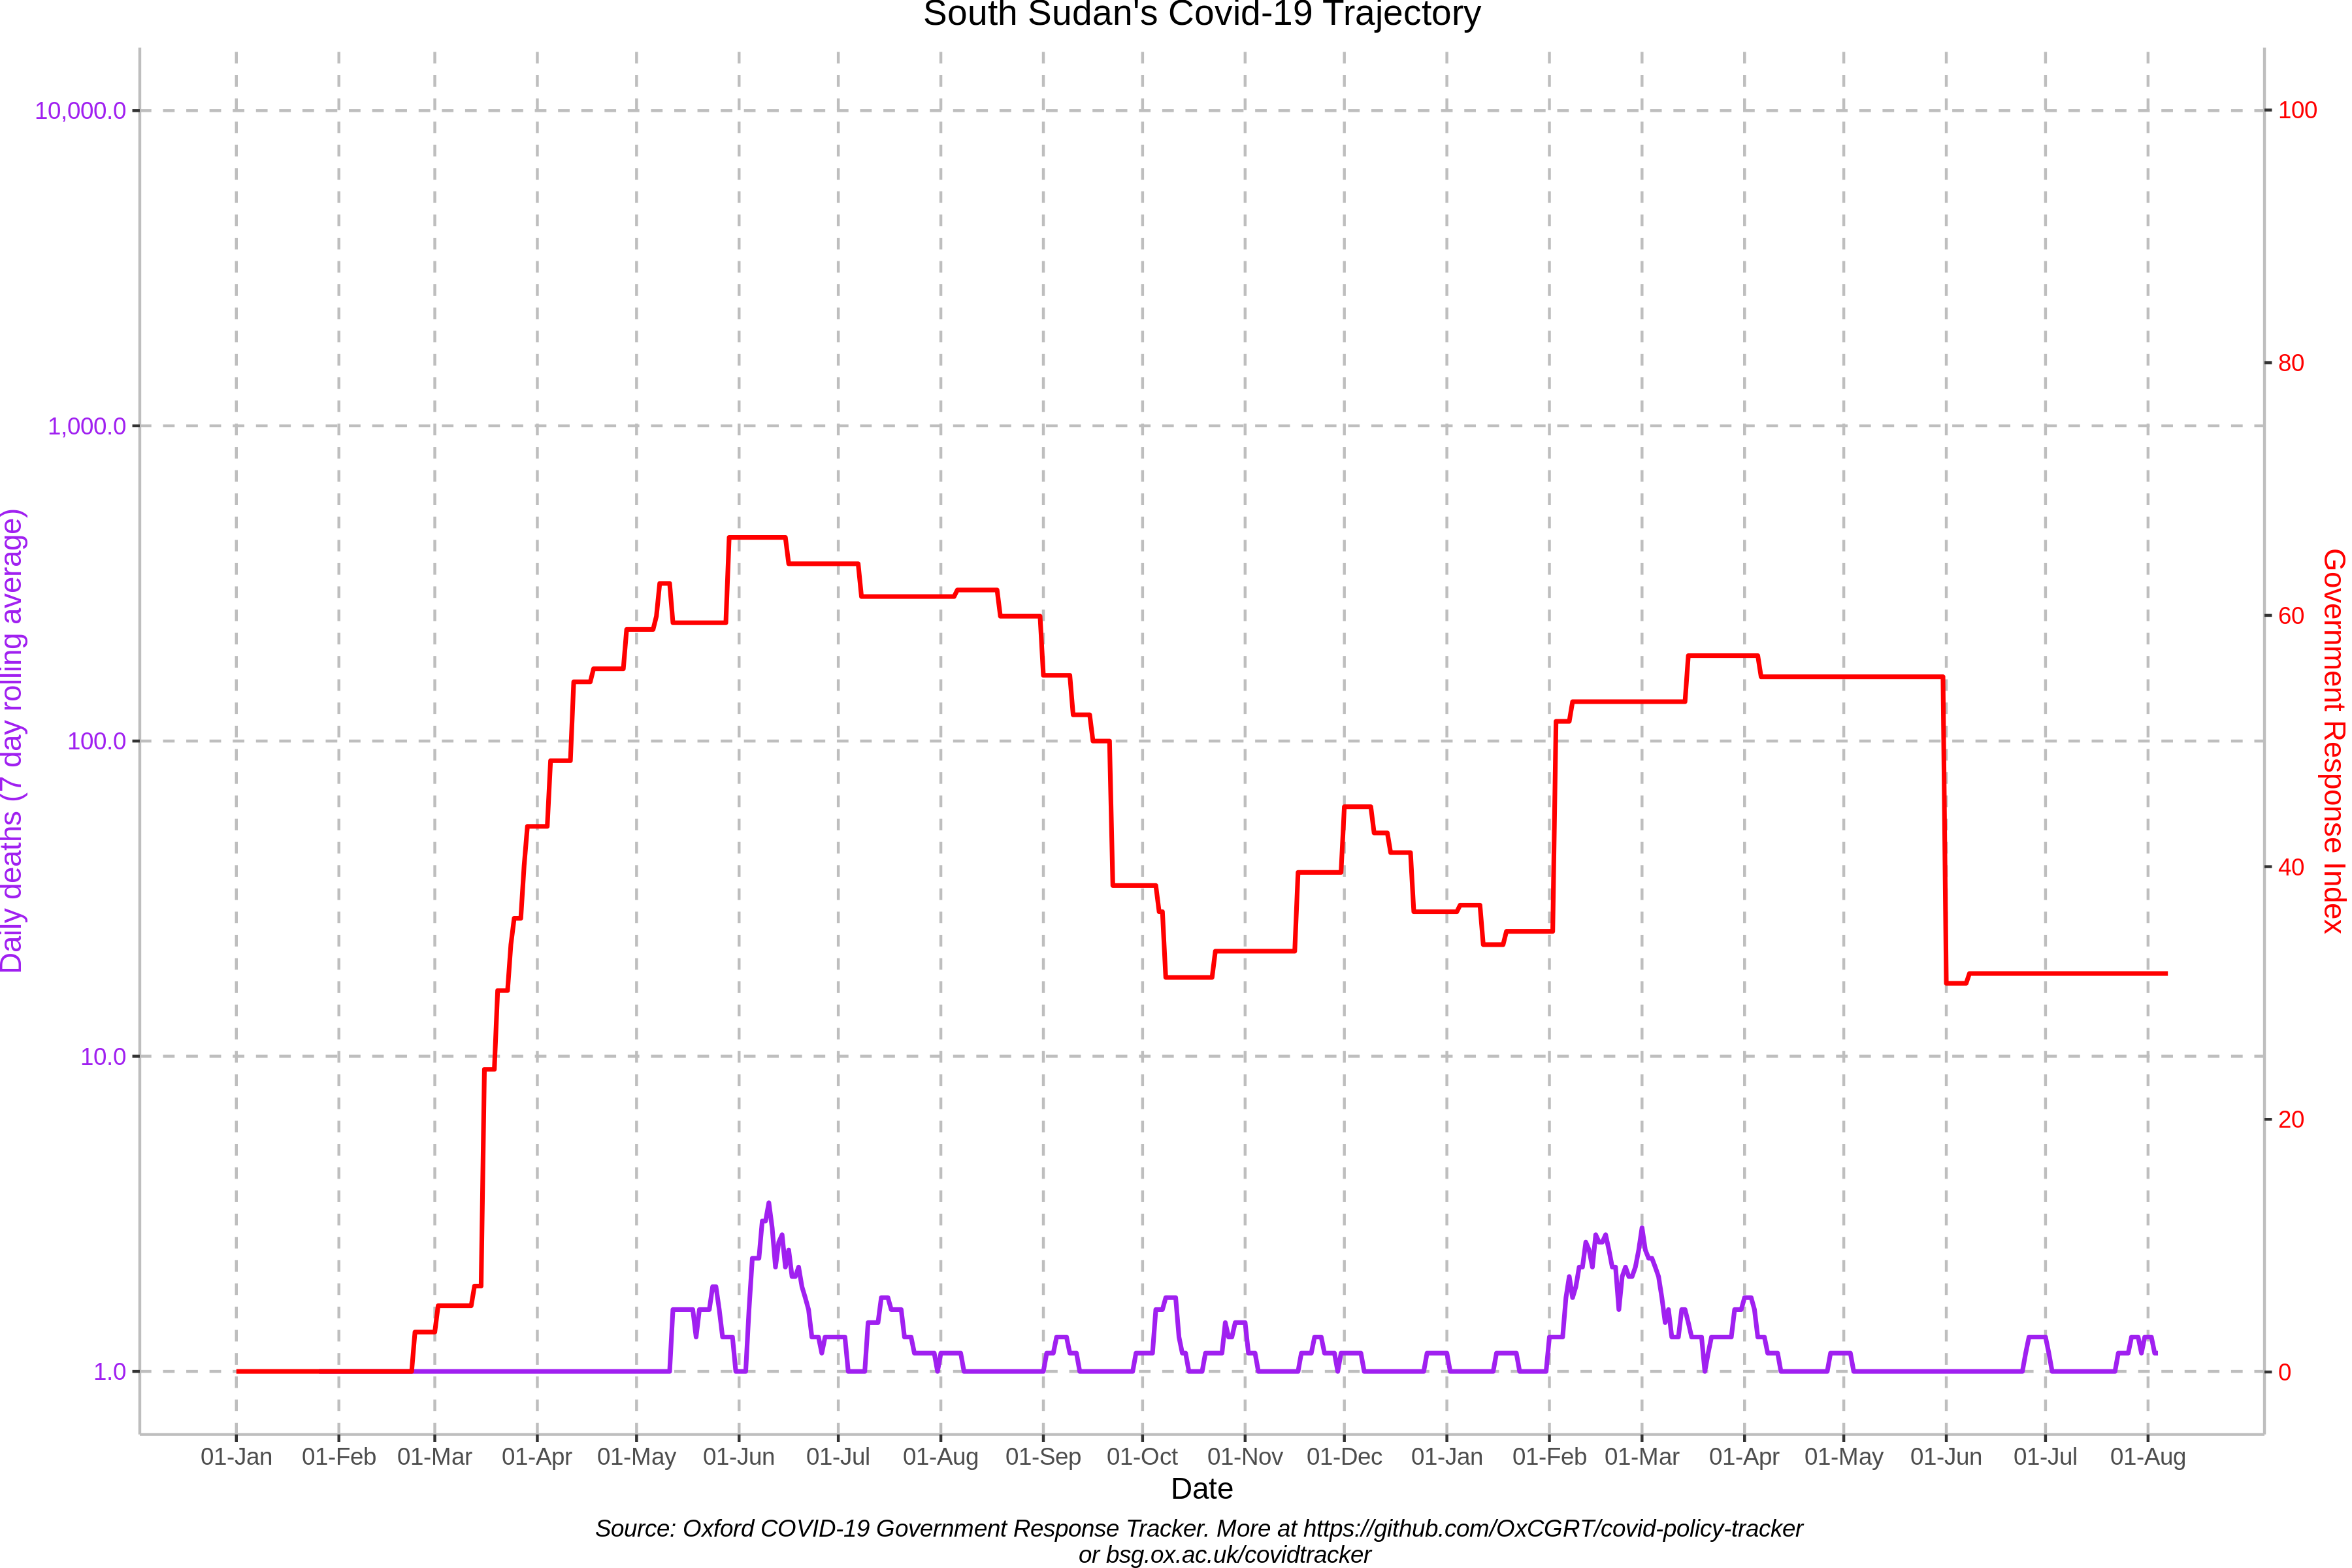 South Sudan's Covid-19 Trajectory
10,000.0
1,000.0
100.0
10.0
1.0
Daily deaths (7 day rolling average)
100
80
60
40
20
0
Government Response Index
01-Jan 01-Feb 01-Mar 01-Apr 01-May 01-Jun 01-Jul 01-Aug 01-Sep 01-Oct 01-Nov 01-Dec 01-Jan 01-Feb 01-Mar 01-Apr 01-May 01-Jun 01-Jul 01-Aug
Date
Source: Oxford COVID-19 Government Response Tracker. More at https://github.com/OxCGRT/covid-policy-tracker
or bsg.ox.ac.uk/covidtracker